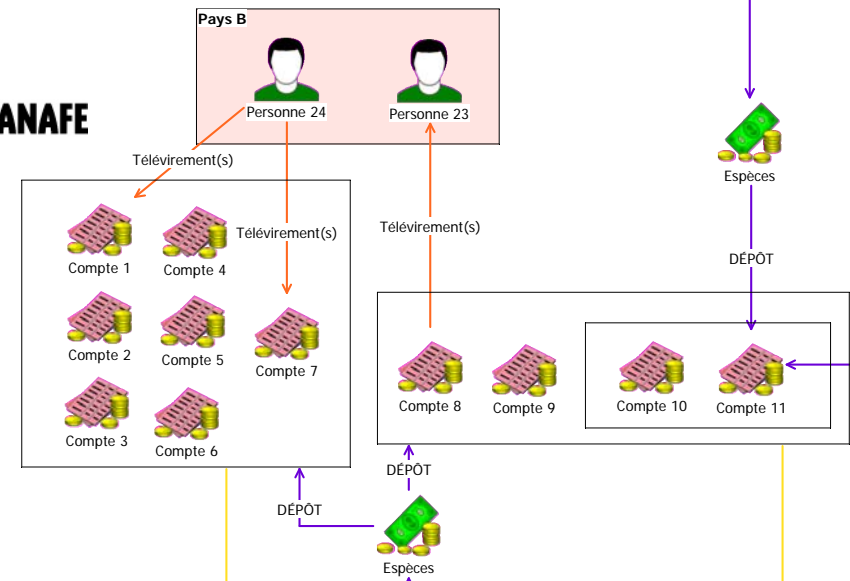 Pays B
Personne 24
Personne 23
ANAFE
Télévirement(s)
Espèces
Télévirement(s)
Télévirement(s)
DÉPÔT
Compte 1
Compte 4
Compte 2
Compte 5
Compte 7
Compte 3
Compte 6
Compte 8
Compte 9
Compte 10
Compte 11
DÉPÔT
DÉPÔT
Espèces